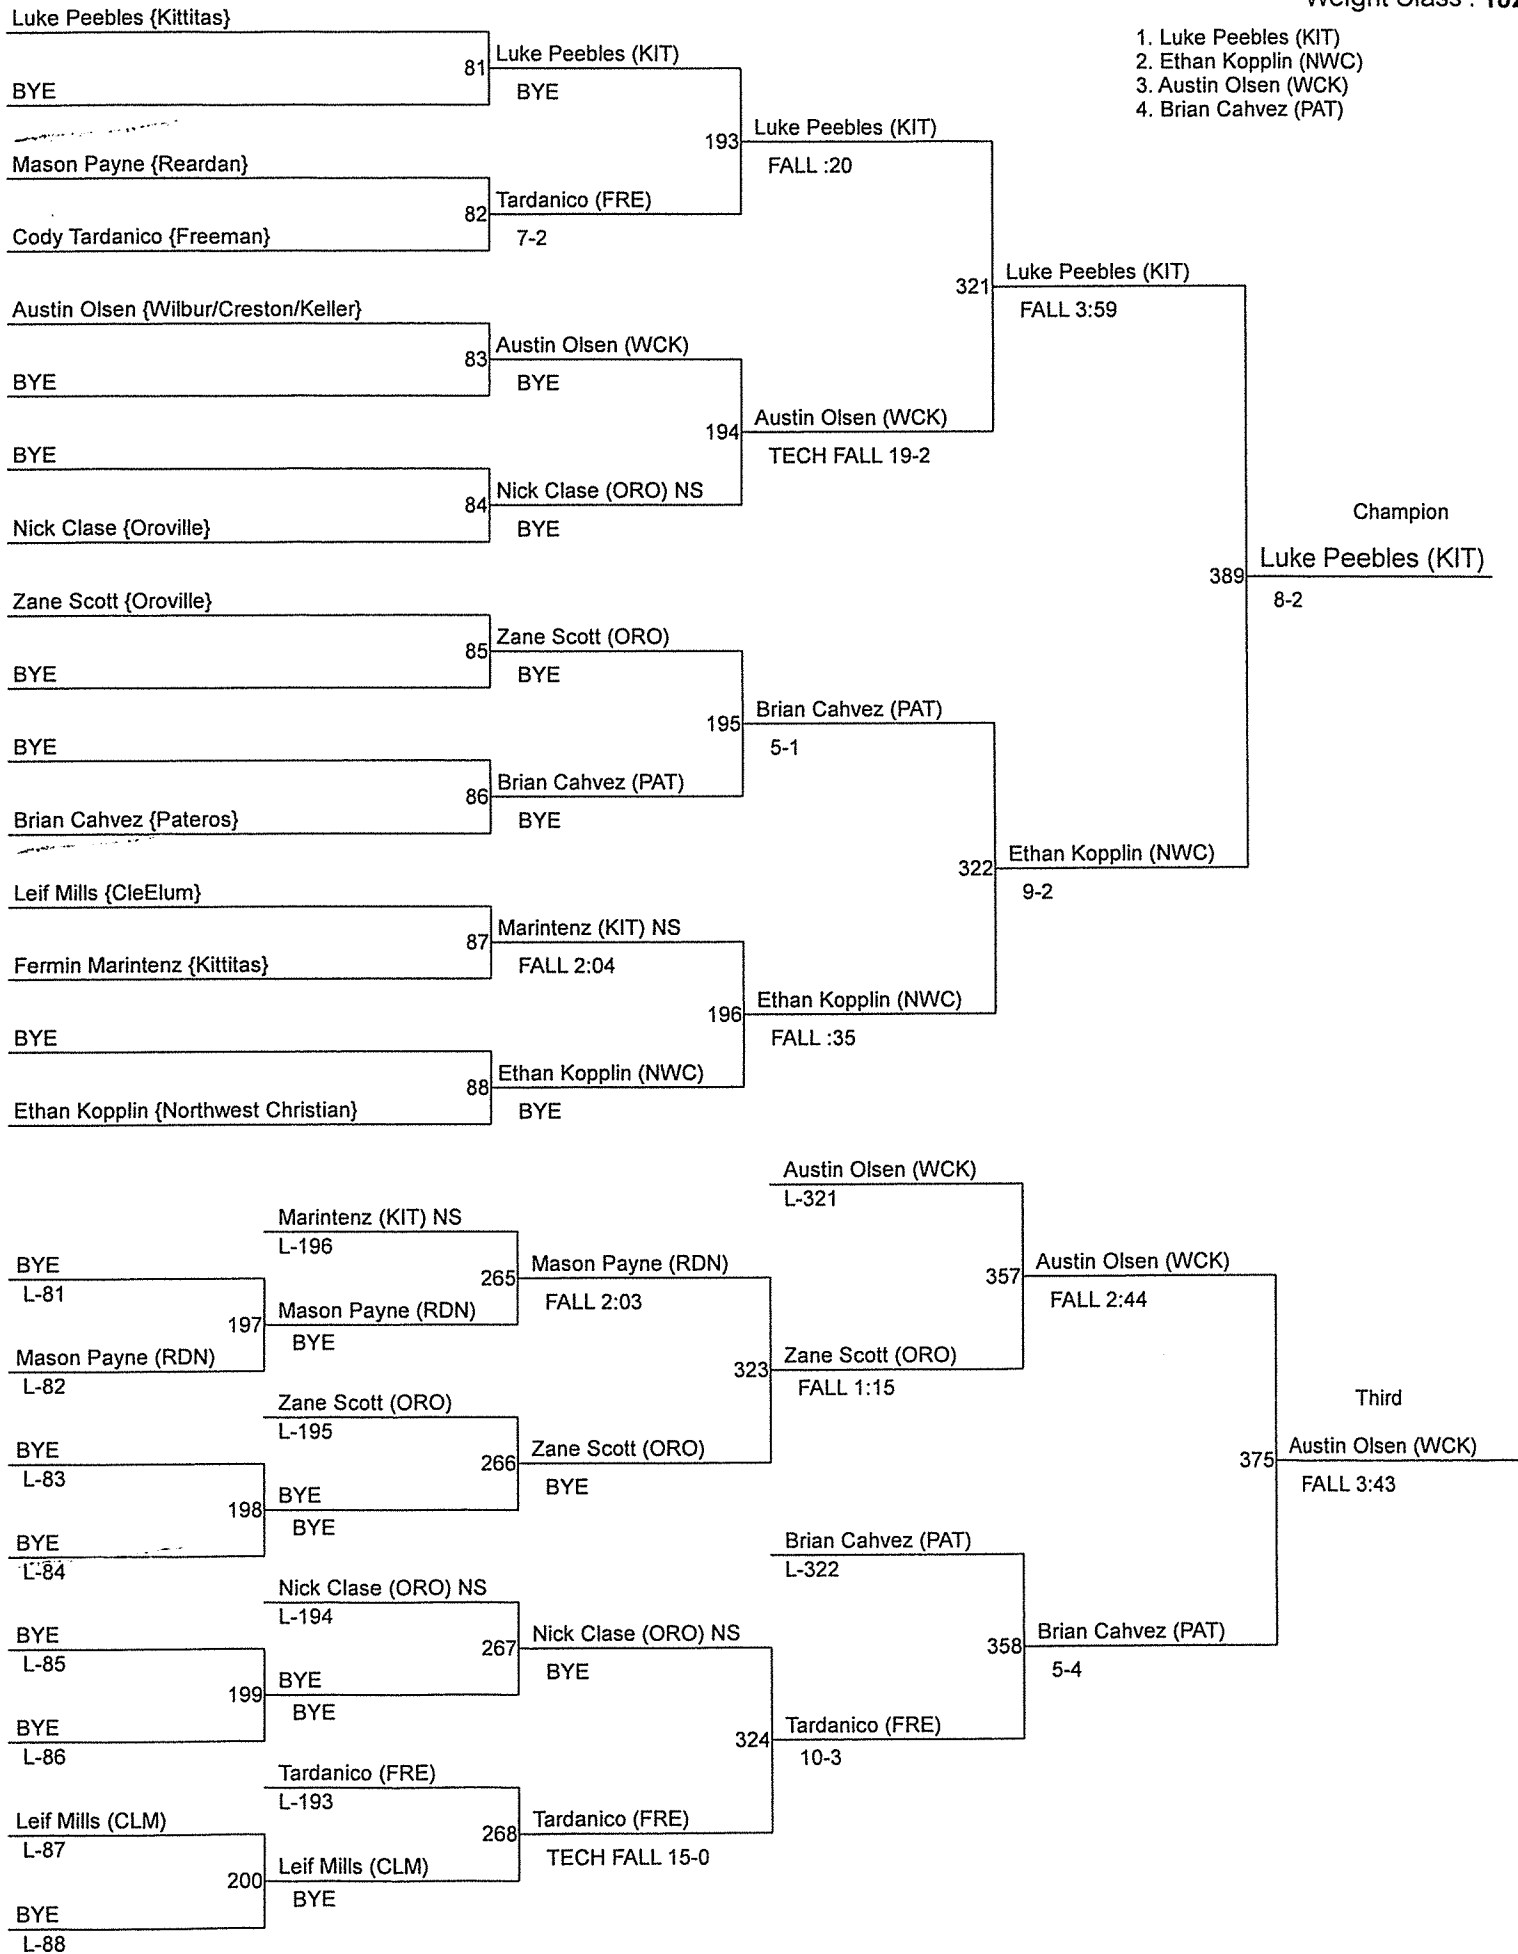 Weight Class : 102
1. Luke Peebles (KIT)
2. Ethan Kopplin (NWC)
3. Austin Olsen (WCK)
4. Brian Cahvez (PAT)
Luke Peebles {Kittitas}
81
Luke Peebles (KIT)
BYE
BYE
193
Luke Peebles (KIT)
FALL :20
Mason Payne {Reardan}
82
Tardanico (FRE)
7-2
Cody Tardanico {Freeman}
321
Luke Peebles (KIT)
FALL 3:59
Austin Olsen {Wilbur/Creston/Keller}
83
Austin Olsen (WCK)
BYE
BYE
194
Austin Olsen (WCK)
TECH FALL 19-2
BYE
84
Nick Clase (ORO) NS
BYE
Nick Clase {Oroville}
Champion
389
Luke Peebles (KIT)
8-2
Zane Scott {Oroville}
85
Zane Scott (ORO)
BYE
BYE
195
Brian Cahvez (PAT)
5-1
BYE
86
Brian Cahvez (PAT)
BYE
Brian Cahvez {Pateros}
322
Ethan Kopplin (NWC)
9-2
Leif Mills {CleElum}
87
Marintenz (KIT) NS
FALL 2:04
Fermin Marintenz {Kittitas}
196
Ethan Kopplin (NWC)
FALL :35
BYE
88
Ethan Kopplin (NWC)
BYE
Ethan Kopplin {Northwest Christian}
Austin Olsen (WCK)
L-321
Marintenz (KIT) NS
L-196
BYE
L-81
265
Mason Payne (RDN)
FALL 2:03
357
Austin Olsen (WCK)
FALL 2:44
197
Mason Payne (RDN)
BYE
Mason Payne (RDN)
L-82
323
Zane Scott (ORO)
FALL 1:15
Zane Scott (ORO)
L-195
Third
BYE
L-83
266
Zane Scott (ORO)
BYE
375
Austin Olsen (WCK)
FALL 3:43
198
BYE
BYE
BYE
L-84
Brian Cahvez (PAT)
L-322
Nick Clase (ORO) NS
L-194
BYE
L-85
267
Nick Clase (ORO) NS
BYE
358
Brian Cahvez (PAT)
5-4
199
BYE
BYE
BYE
L-86
324
Tardanico (FRE)
10-3
Tardanico (FRE)
L-193
Leif Mills (CLM)
L-87
268
Tardanico (FRE)
TECH FALL 15-0
200
Leif Mills (CLM)
BYE
BYE
L-88